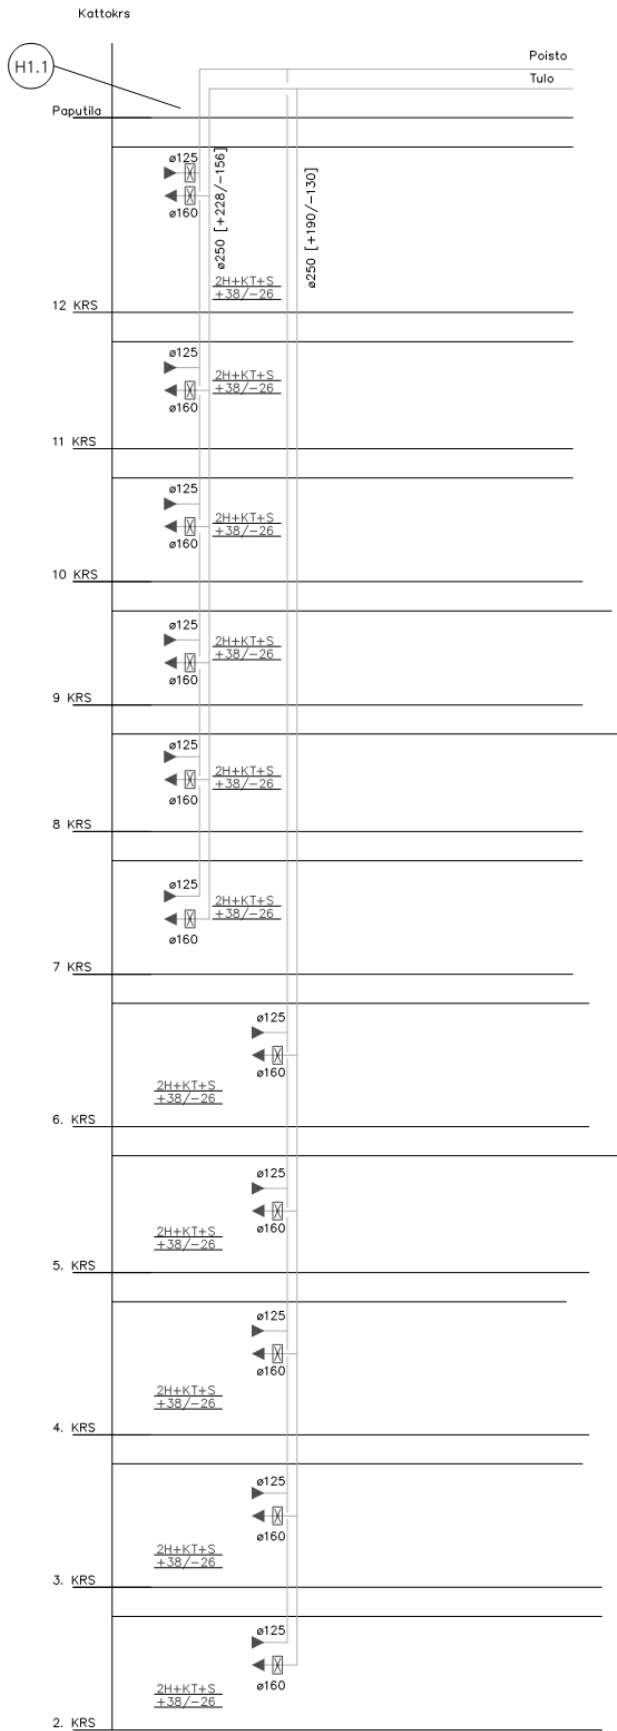 Kattokrs
H1.1
Poisto
Tulo
Paputila
ø125
ø160
ø250 [+228/-156]
ø250 [+190/-130]
2H+KT+S
+38/-26
12 KRS
ø125
2H+KT+S
+38/-26
ø160
11 KRS
ø125
2H+KT+S
+38/-26
ø160
10 KRS
ø125
2H+KT+S
+38/-26
ø160
9 KRS
ø125
2H+KT+S
+38/-26
ø160
8 KRS
ø125
2H+KT+S
+38/-26
ø160
7 KRS
ø125
ø160
2H+KT+S
+38/-26
6. KRS
ø125
ø160
2H+KT+S
+38/-26
5. KRS
ø125
ø160
2H+KT+S
+38/-26
4. KRS
ø125
ø160
2H+KT+S
+38/-26
3. KRS
ø125
ø160
2H+KT+S
+38/-26
2. KRS